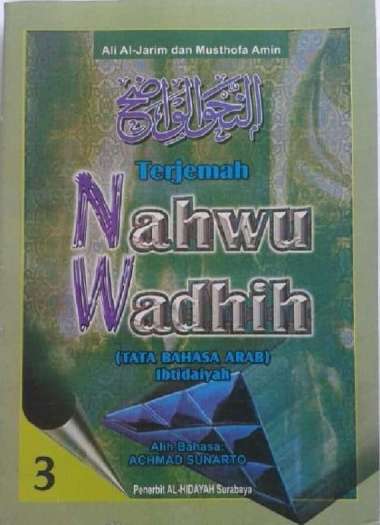 Ali Al-Jarim dan Musthofa Amin
النحو الواضح
Terjemah
Nahwu
Wadhih
(TATA BAHASA ARAB)
Ibtidaiyah
Alih Bahasa:
ACHMAD SUNARTO
3
Penerbit AL-HIDAYAH Surabaya